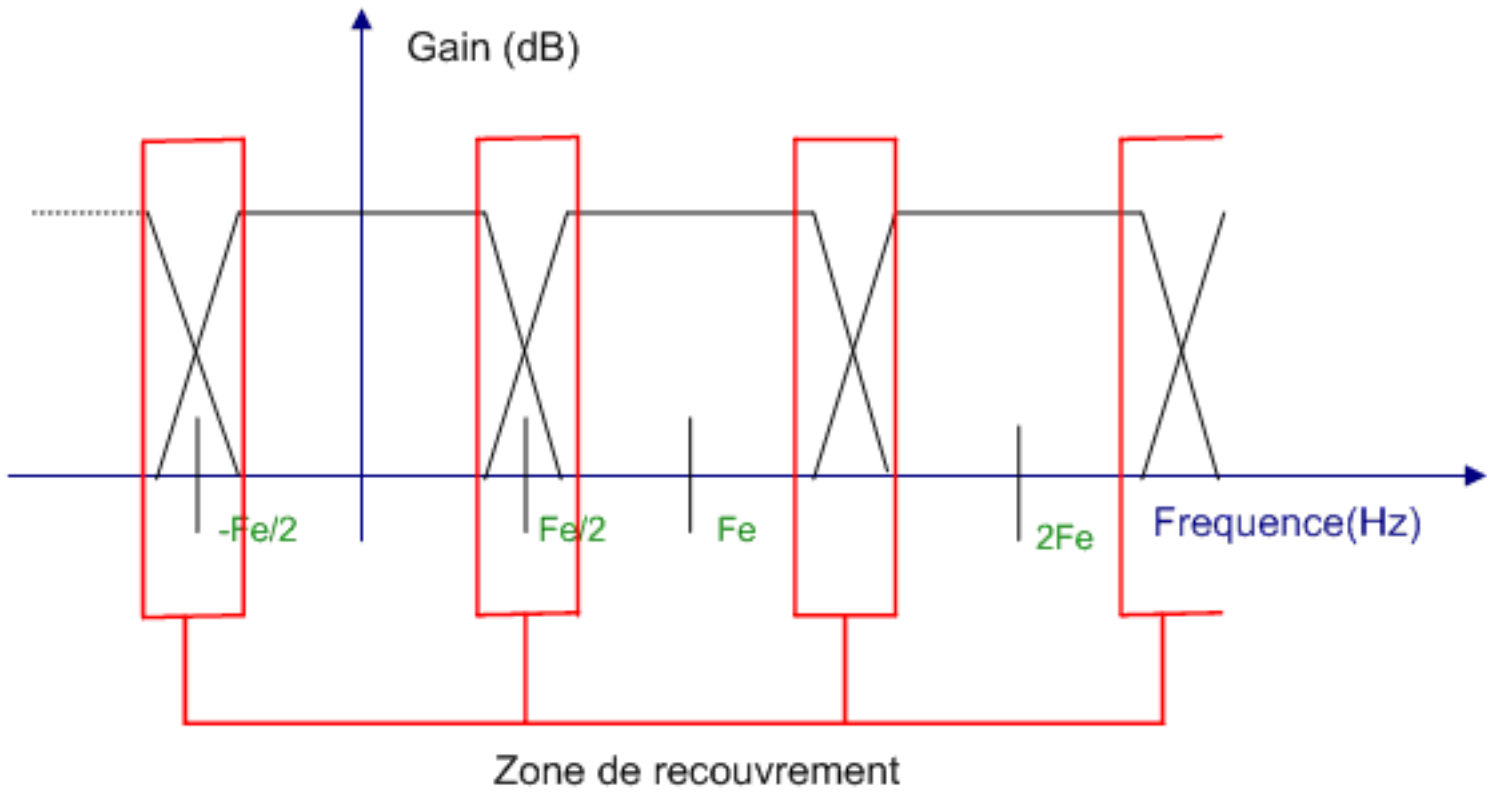 Gain (dB)
-Fe/2
Fe/2
Fe
2Fe
Frequence(Hz)
Zone de recouvrement